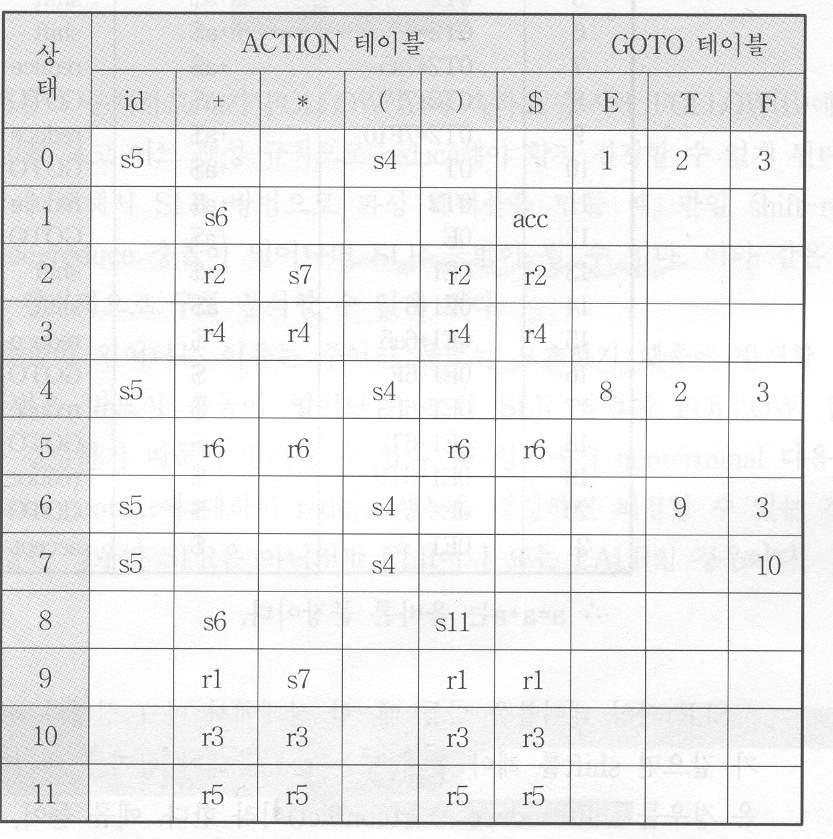 상태 ACTION 테이블 GOTO 테이블
id + * ( ) $ E T F
0 s5 s4 1 2 3
1 s6 acc
2 r2 s7 r2 r2
3 r4 r4 r4 r4
4 s5 s4 8 2 3
5 r6 r6 r6 r6
6 s5 s4 9 3
7 s5 s4 10
8 s6 s11
9 r1 s7 r1 r1
10 r3 r3 r3 r3
11 r5 r5 r5 r5